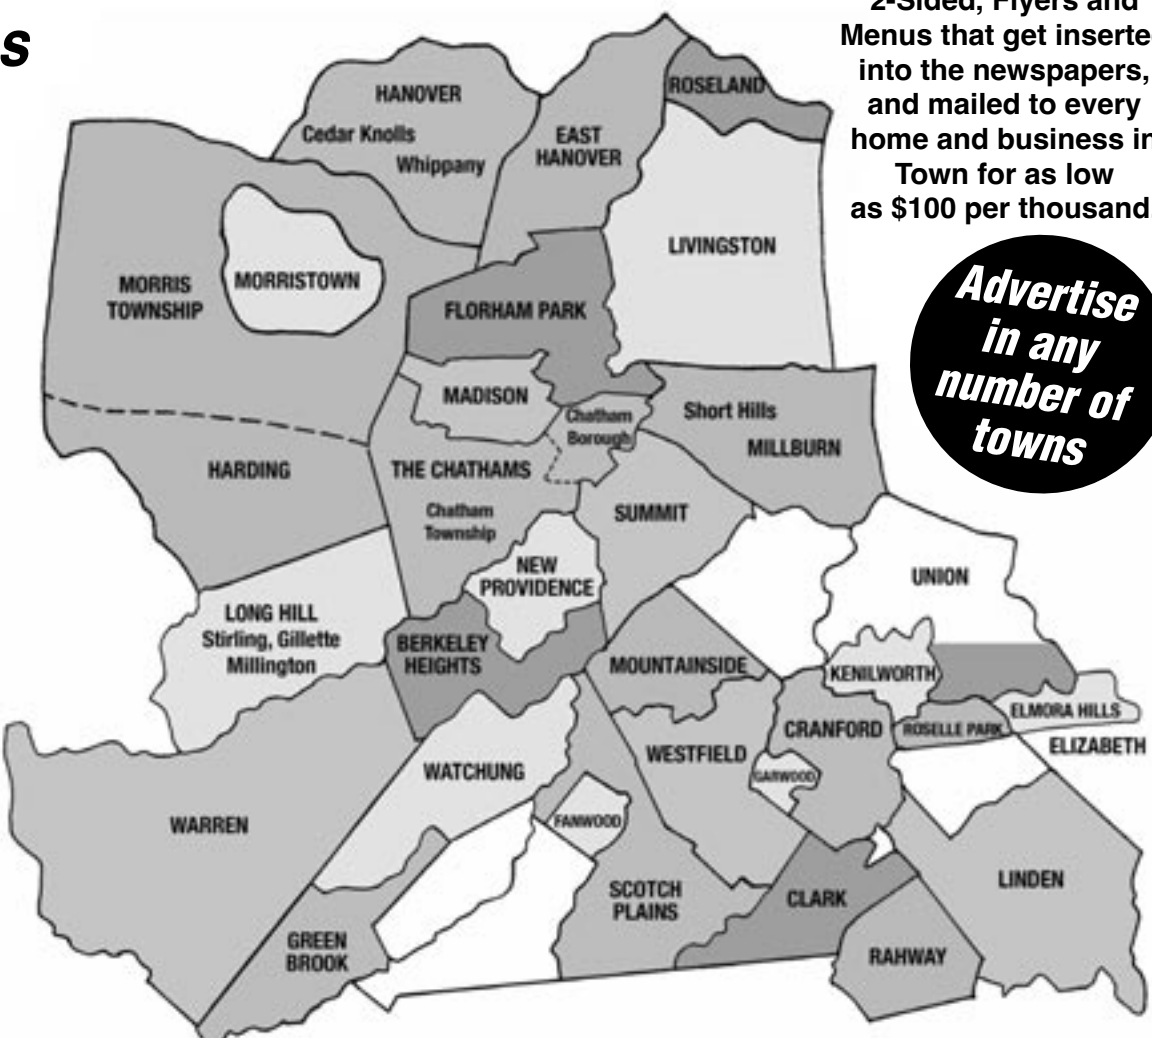 s
2-Sided, Flyers and
Menus that get inserte
into the newspapers,
and mailed to every
home and business in
Town for as low
as $100 per thousand.
Advertise
in any
number of
towns
HANOVER
Cedar Knolls
Whippany
EAST
HANOVER
ROSELAND
LIVINGSTON
MORRISTOWN
MORRIS
TOWNSHIP
FLORHAM PARK
MADISON
Chatham
Borough
Short Hills
MILLBURN
HARDING
THE CHATHAMS
Chatham
Township
SUMMIT
NEW
PROVIDENCE
UNION
LONG HILL
Stirling, Gillette
Millington
BERKELEY
HEIGHTS
MOUNTAINSIDE
KENILWORTH
ELMORA HILLS
ROSELLE PARK
ELIZABETH
CRANFORD
WESTFIELD
GARWOOD
WATCHUNG
WARREN
FANWOOD
SCOTCH
PLAINS
CLARK
LINDEN
GREEN
BROOK
RAHWAY